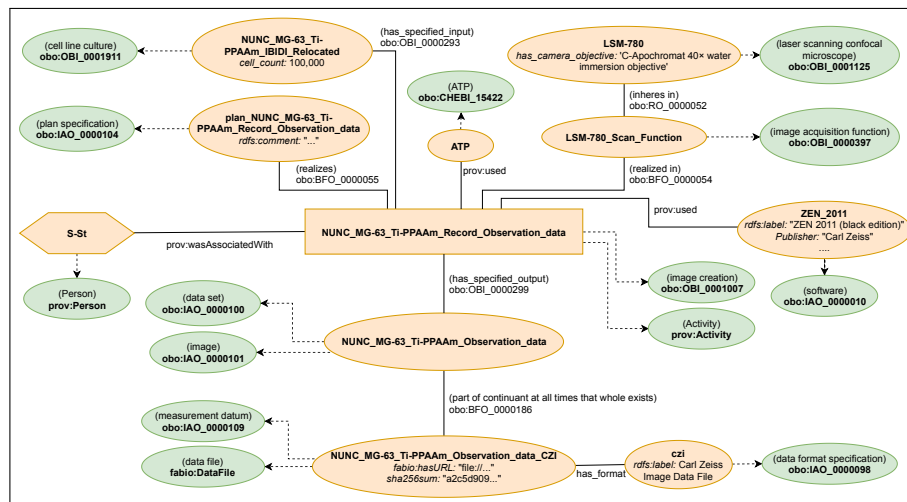 NUNC_MG-63_Ti-
PPAAm_IBIDI_Relocated
cell_count: 100,000
(has_specified_input)
obo:OBI_0000293
(cell line culture)
obo:OBI_0001911
LSM-780
has_camera_objective: 'C-Apochromat 40× water
immersion objective'
(laser scanning confocal
microscope)
obo:OBI_0001125
(ATP)
obo:CHEBI_15422
(inheres in)
obo:RO_0000052
(plan specification)
obo:IAO_0000104
plan_NUNC_MG-63_Ti-
PPAAm_Record_Observation_data
rdfs:comment: "..."
ATP
LSM-780_Scan_Function
(image acquisition function)
obo:OBI_0000397
(realizes)
obo:BFO_0000055
prov:used
(realized in)
obo:BFO_0000054
prov:used
ZEN_2011
rdfs:label: "ZEN 2011 (black edition)"
Publisher: "Carl Zeiss"
....
S-St
prov:wasAssociatedWith
NUNC_MG-63_Ti-PPAAm_Record_Observation_data
(Person)
prov:Person
(has_specified_output)
obo:OBI_0000299
(image creation)
obo:OBI_0001007
(software)
obo:IAO_0000010
(data set)
obo:IAO_0000100
(Activity)
prov:Activity
NUNC_MG-63_Ti-PPAAm_Observation_data
(image)
obo:IAO_0000101
(part of continuant at all times that whole exists)
obo:BFO_0000186
(measurement datum)
obo:IAO_0000109
NUNC_MG-63_Ti-PPAAm_Observation_data_CZI
fabio:hasURL: "file://..."
sha256sum: "a2c5d909..."
has_format
czi
rdfs:label: Carl Zeiss
Image Data File
(data format specification)
obo:IAO_0000098
(data file)
fabio:DataFile